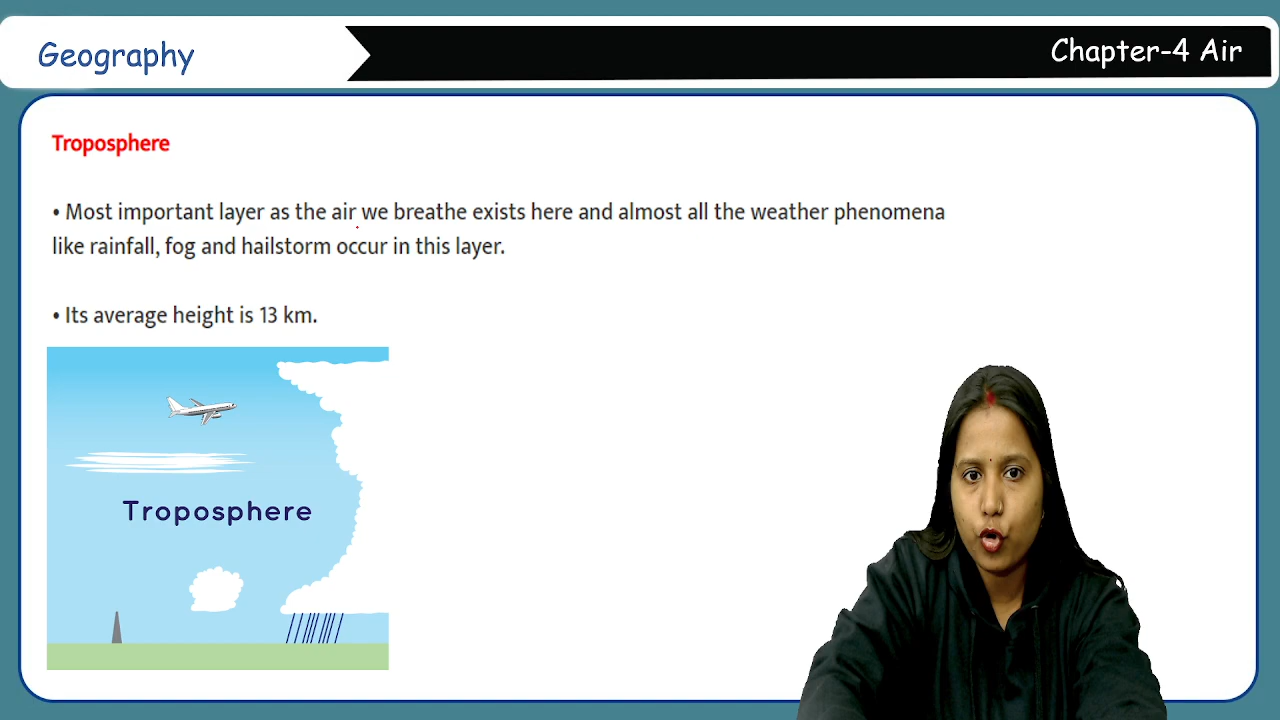 Geography
Chapter-4 Air
Troposphere
• Most important layer as the air we breathe exists here and almost all the weather phenomena
like rainfall, fog and hailstorm occur in this layer.
• Its average height is 13 km.
Troposphere